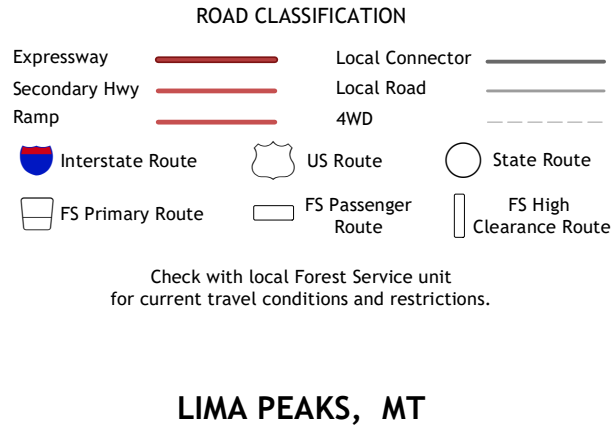 ROAD CLASSIFICATION
Expressway
Local Connector
Secondary Hwy
Local Road
Ramp
4WD
Interstate Route
US Route
State Route
FS Primary Route
FS Passenger
Route
FS High
Clearance Route
Check with local Forest Service unit
for current travel conditions and restrictions.
LIMA PEAKS, MT